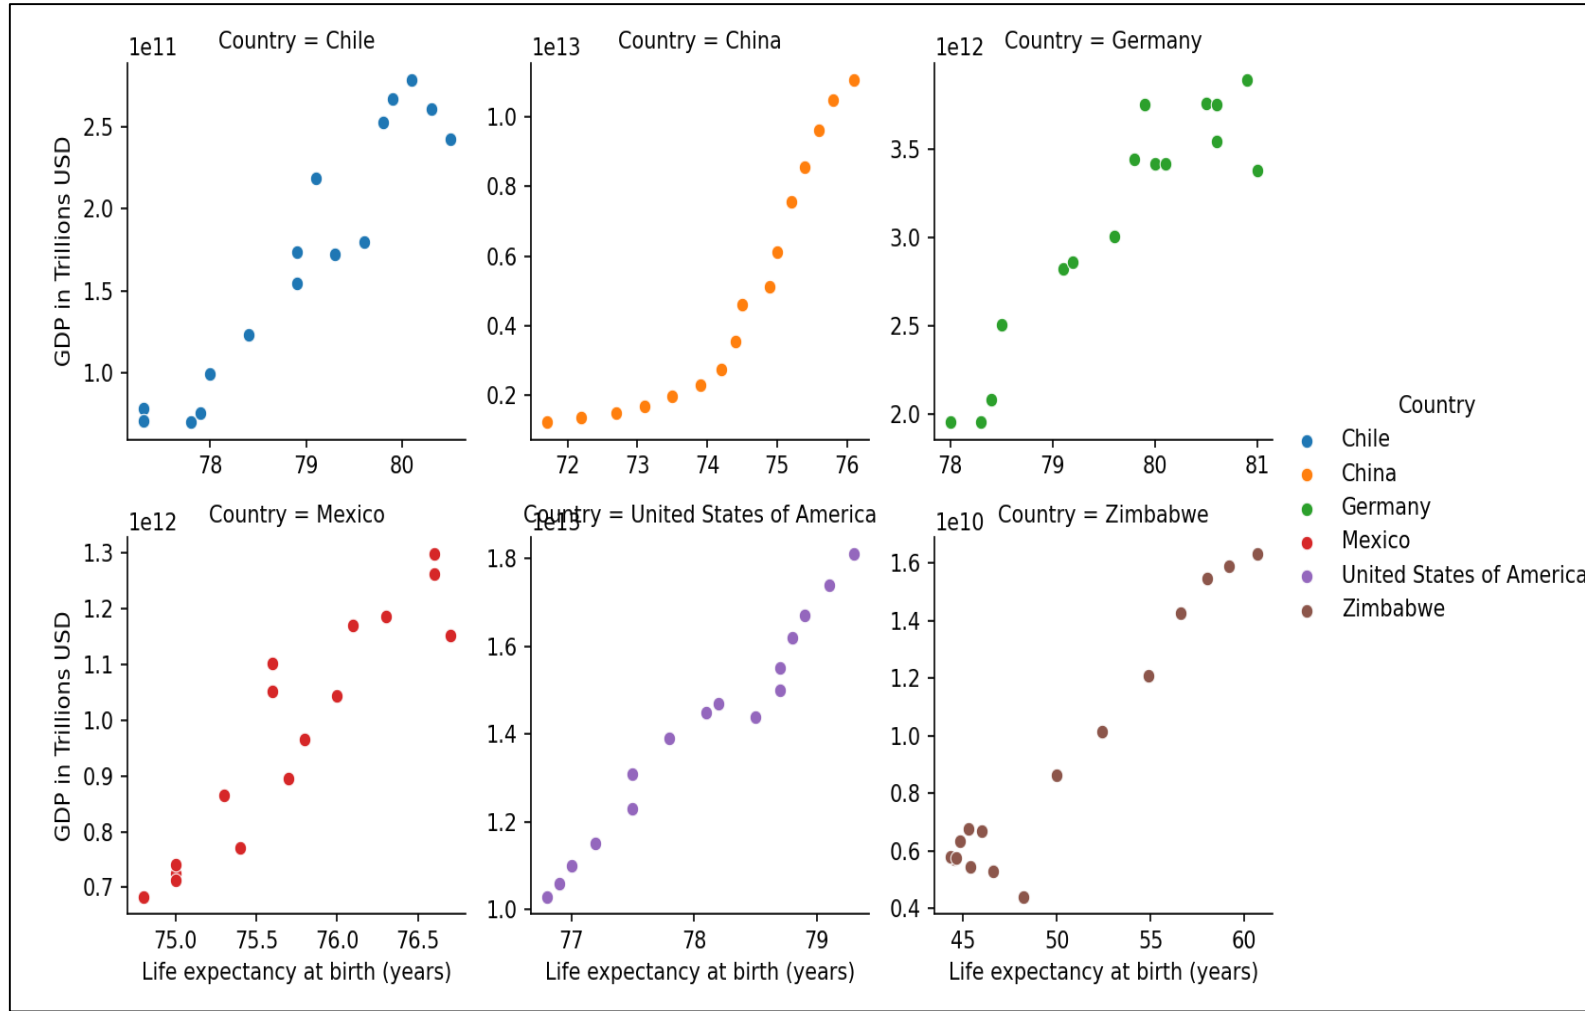 Country = Chile
1e11
2.5
2.0
1.5
1.0
78 79 80
GDP in Trillions USD
Country = China
1e13
1.0
0.8
0.6
0.4
0.2
72 73 74 75 76
Country = Germany
1e12
3.5
3.0
2.5
2.0
78 79 80 81
Country = Mexico
1e12
1.3
1.2
1.1
1.0
0.9
0.8
0.7
75.0 75.5 76.0 76.5
GDP in Trillions USD
Life expectancy at birth (years)
Country = United States of America
1e13
1.8
1.6
1.4
1.2
1.0
77 78 79
Life expectancy at birth (years)
Country = Zimbabwe
1e10
1.6
1.4
1.2
1.0
0.8
0.6
0.4
45 50 55 60
Life expectancy at birth (years)
Country
Chile
China
Germany
Mexico
United States of America
Zimbabwe